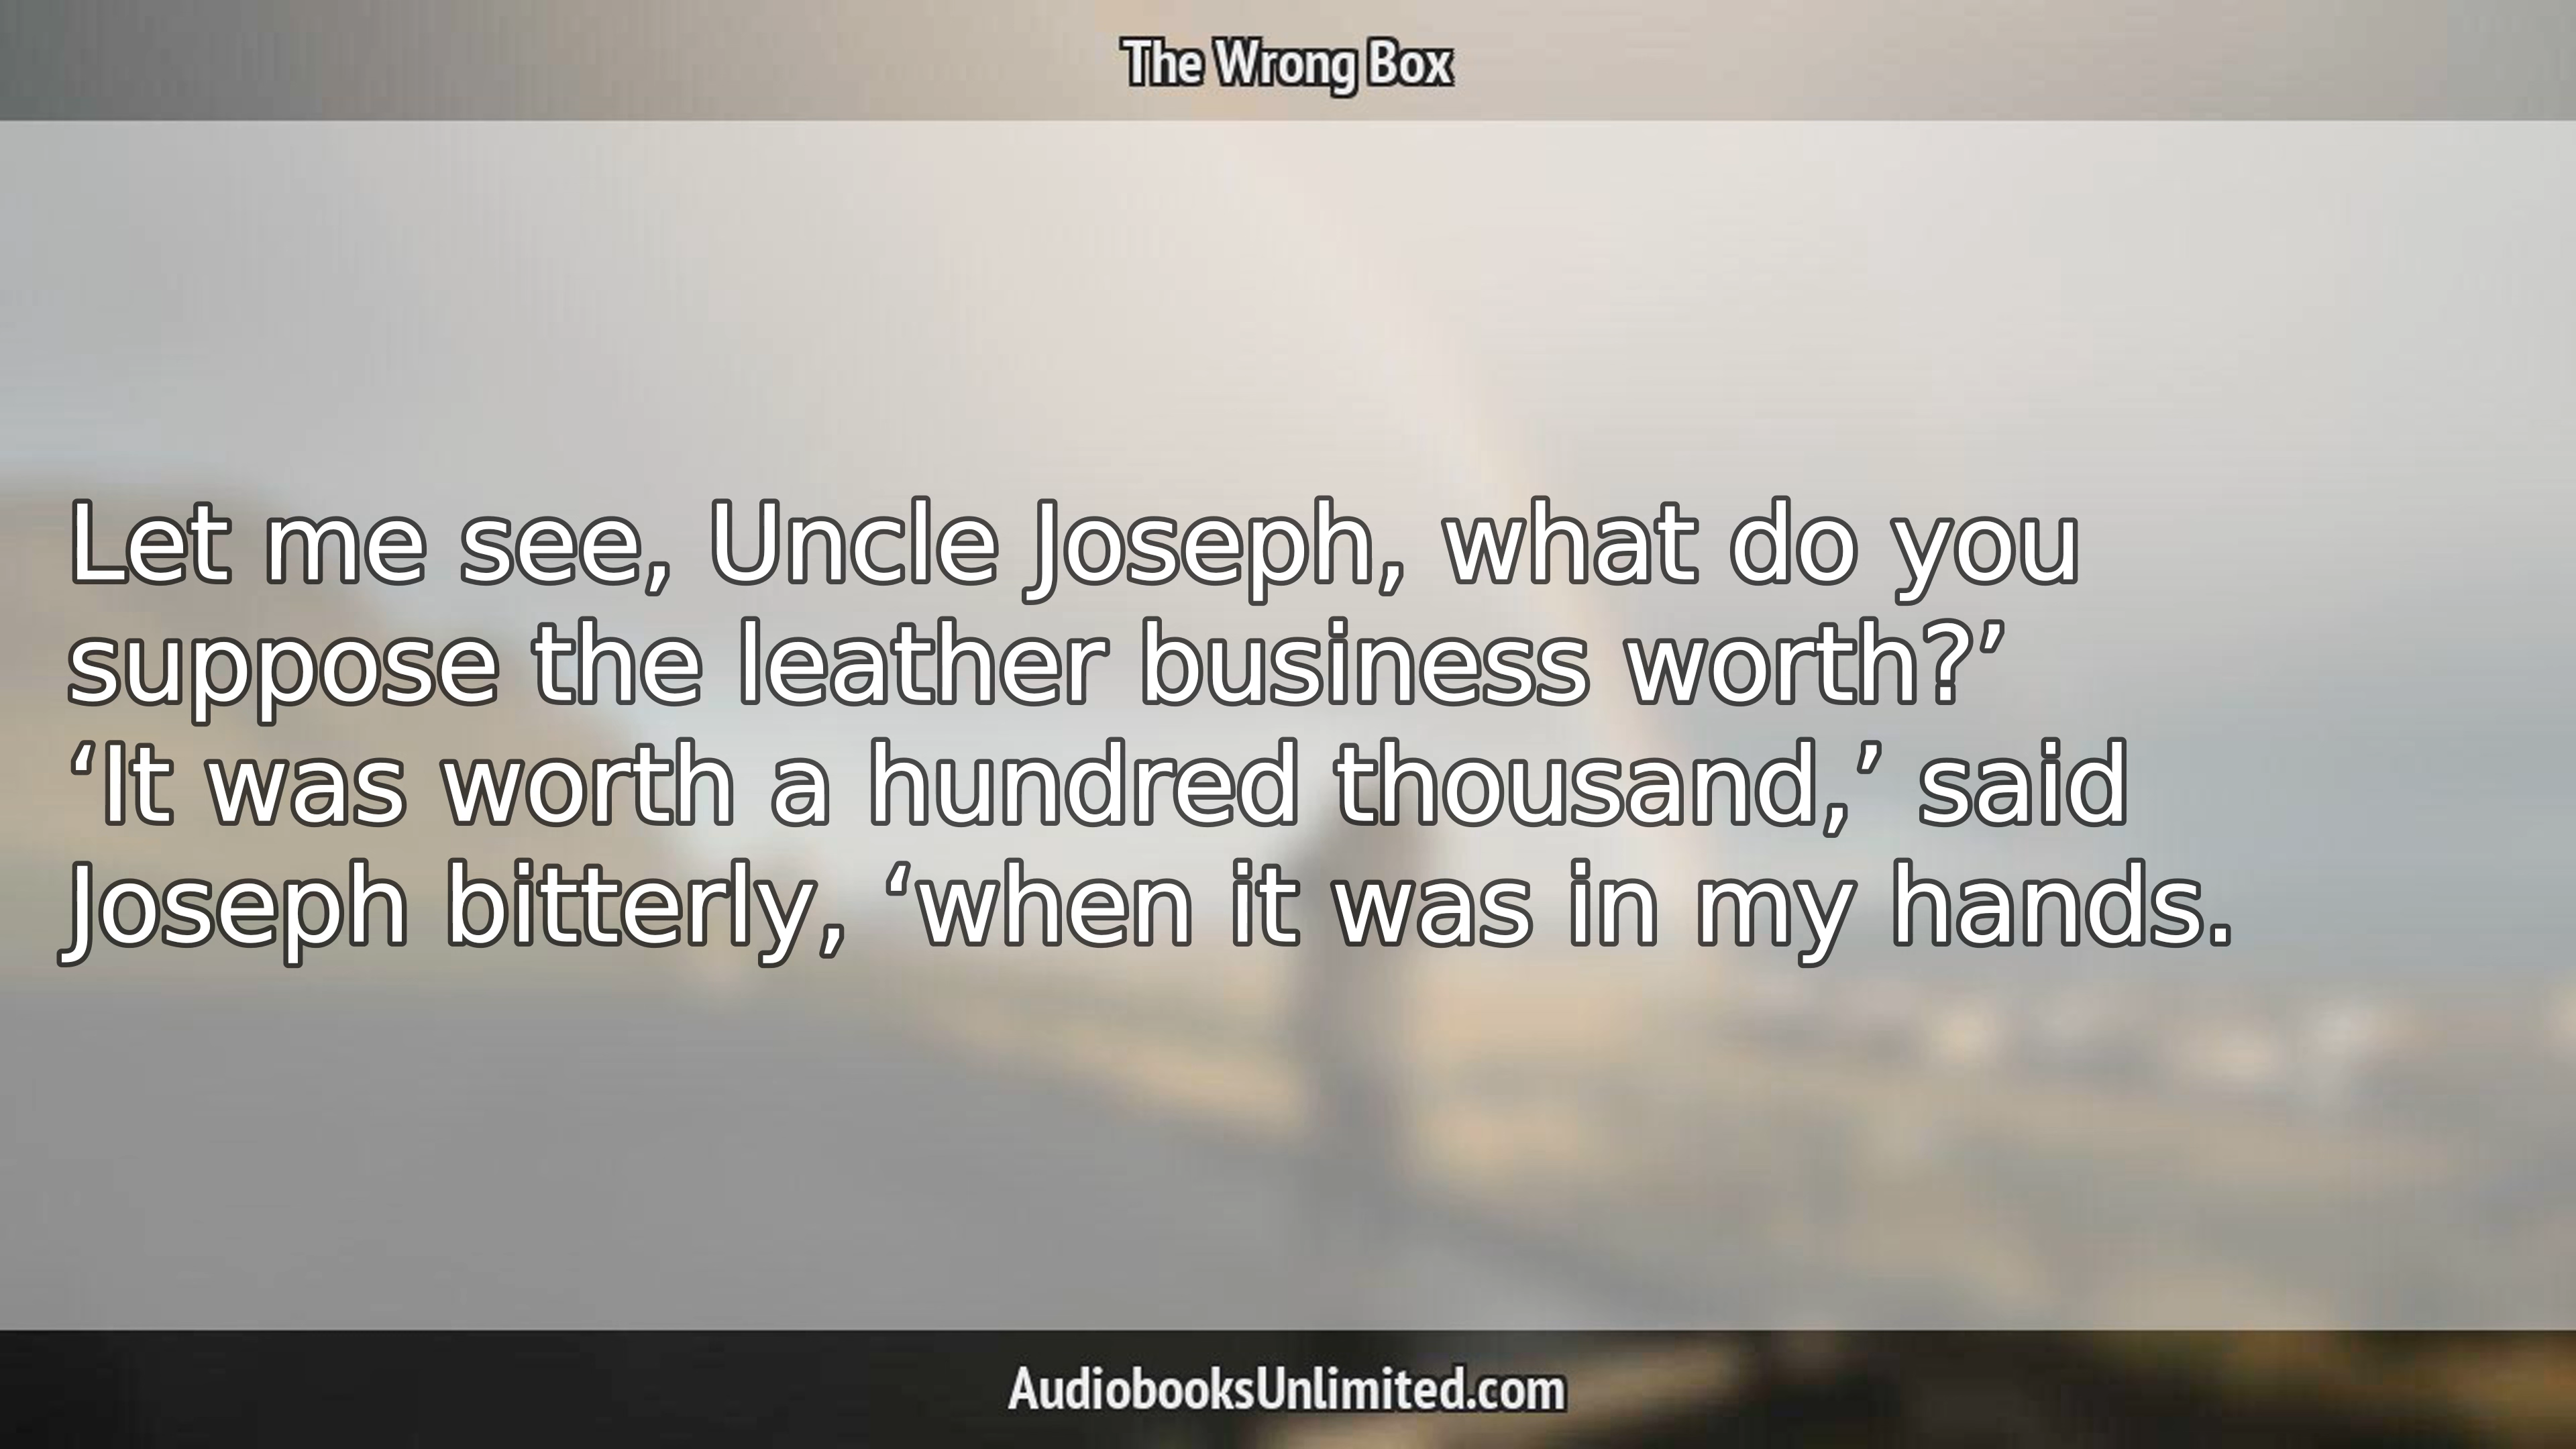 The Wrong Box
Let me see, Uncle Joseph, what do you
suppose the leather business worth?’
‘It was worth a hundred thousand,’ said
Joseph bitterly, ‘when it was in my hands.
AudiobooksUnlimited.com